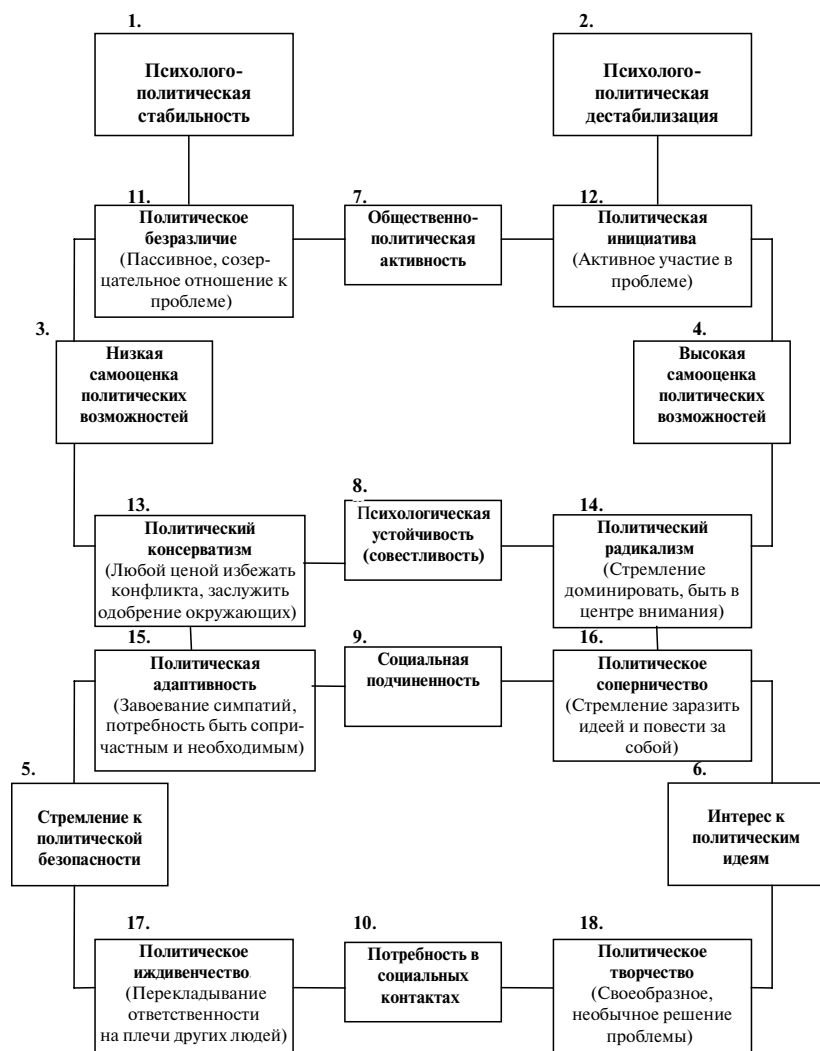 1.
Психолого-
политическая
стабильность
2.
Психолого-
политическая
дестабилизация
11.
Политическое
безразличие
(Пассивное, созер-
цательное отношение к
проблеме)
7.
Общественно-
политическая
активность
12.
Политическая
инициатива
(Активное участие в
проблеме)
3.
Низкая
самооценка
политических
возможностей
4.
Высокая
самооценка
политических
возможностей
13.
Политический
консерватизм
(Любой ценой избежать
конфликта, заслужить
одобрение окружающих)
8.
Психологическая
устойчивость
(совестливость)
14.
Политический
радикализм
(Стремление
доминировать, быть в
центре внимания)
15.
Политическая
адаптивность
(Завоевание симпатий,
потребность быть сопри-
частным и необходимым)
9.
Социальная
подчиненность
16.
Политическое
соперничество
(Стремление заразить
идеей и повести за
собой)
5.
Стремление к
политической
безопасности
6.
Интерес к
политическим
идеям
17.
Политическое
иждивенчество
(Перекладывание
ответственности
на плечи других людей)
10.
Потребность в
социальных
контактах
18.
Политическое
творчество
(Своеобразное,
необычное решение
проблемы)